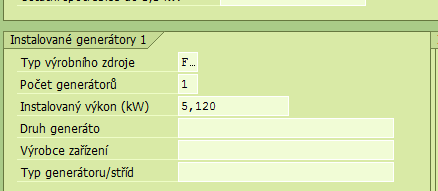 Instalované generátory 1
Typ výrobního zdroje F…
Počet generátorů 1
Instalovaný výkon (kW) 5,120
Druh generáto
Výrobce zařízení
Typ generátoru/stříd